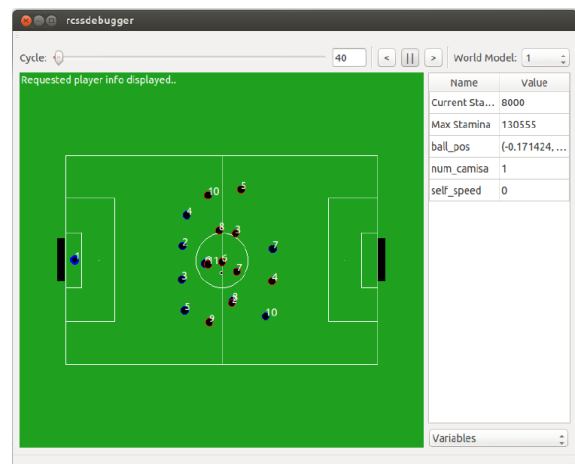 rcssdebugger
Cycle: 40 < || > World Model: 1
Requested player info displayed..
Name Value
Current Sta... 8000
Max Stamina 130555
ball_pos (-0.171424, ...
num_camisa 1
self_speed 0
10 5
4
8 3
2 7
1 1 6
7
3 4
2
5 10
9
Variables